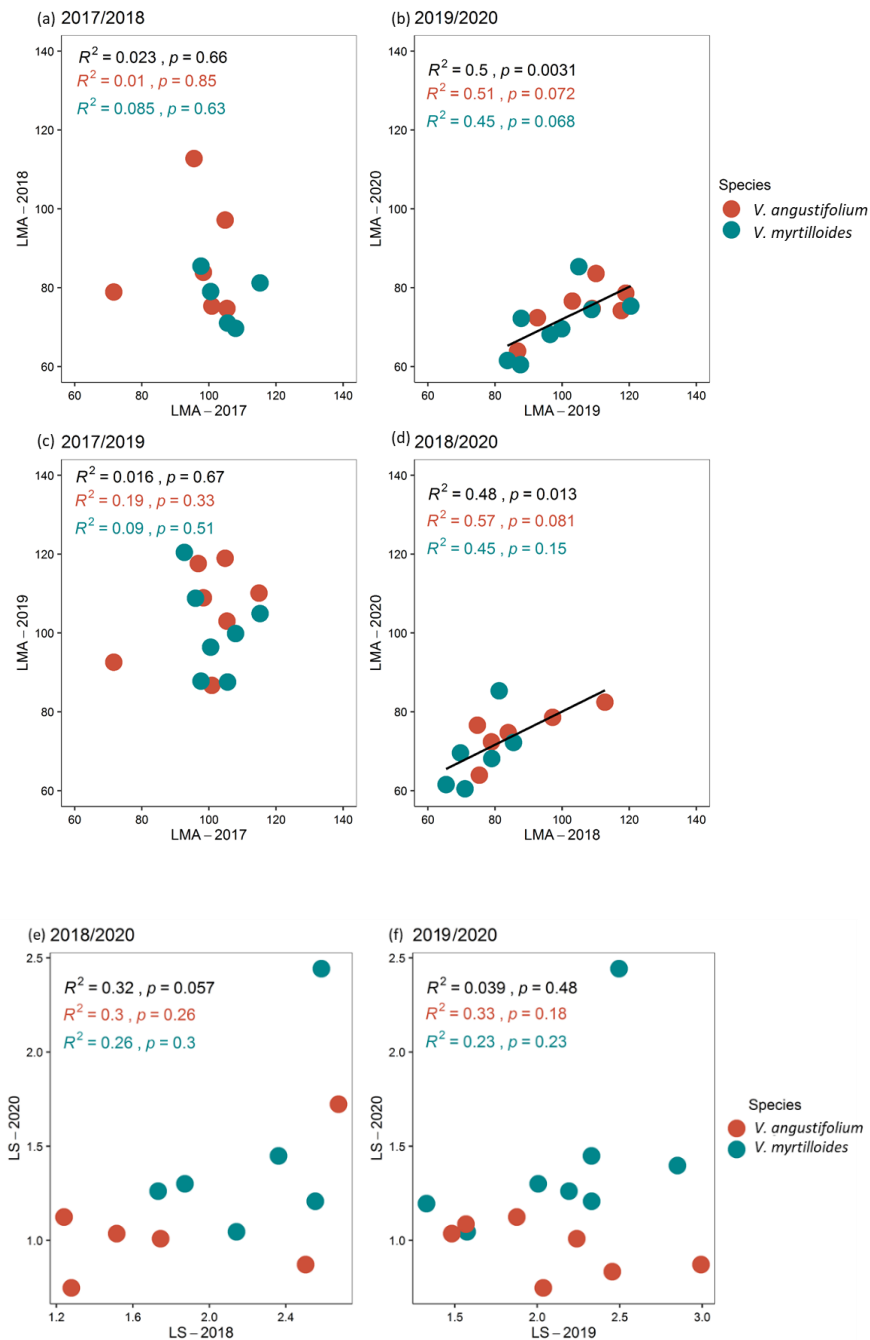 (a) 2017/2018
R² = 0.023 , p = 0.66
R² = 0.01 , p = 0.85
R² = 0.085 , p = 0.63
140
120
100
80
60
LMA – 2018
60 80 100 120 140
LMA – 2017
(b) 2019/2020
R² = 0.5 , p = 0.0031
R² = 0.51 , p = 0.072
R² = 0.45 , p = 0.068
140
120
100
80
60
LMA – 2020
60 80 100 120 140
LMA – 2019
Species
V. angustifolium
V. myrtilloides
(c) 2017/2019
R² = 0.016 , p = 0.67
R² = 0.19 , p = 0.33
R² = 0.09 , p = 0.51
140
120
100
80
60
LMA – 2019
60 80 100 120 140
LMA – 2017
(d) 2018/2020
R² = 0.48 , p = 0.013
R² = 0.57 , p = 0.081
R² = 0.45 , p = 0.15
140
120
100
80
60
LMA – 2020
60 80 100 120 140
LMA – 2018
(e) 2018/2020
R² = 0.32 , p = 0.057
R² = 0.3 , p = 0.26
R² = 0.26 , p = 0.3
2.5
2.0
1.5
1.0
LS – 2020
1.2 1.6 2.0 2.4
LS – 2018
(f) 2019/2020
R² = 0.039 , p = 0.48
R² = 0.33 , p = 0.18
R² = 0.23 , p = 0.23
2.5
2.0
1.5
1.0
LS – 2020
1.5 2.0 2.5 3.0
LS – 2019
Species
V. angustifolium
V. myrtilloides